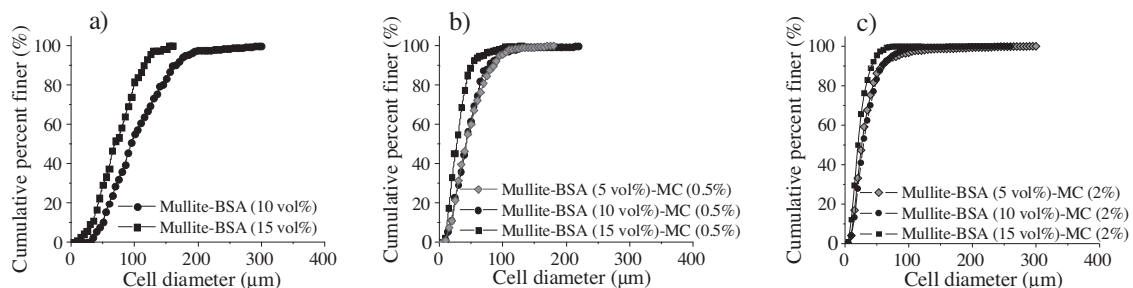 a)
Cumulative percent finer (%)
100
80
60
40
20
0
Mullite-BSA (10 vol%)
Mullite-BSA (15 vol%)
0 100 200 300 400
Cell diameter (µm)
b)
Cumulative percent finer (%)
100
80
60
40
20
0
Mullite-BSA (5 vol%)-MC (0.5%)
Mullite-BSA (10 vol%)-MC (0.5%)
Mullite-BSA (15 vol%)-MC (0.5%)
0 100 200 300 400
Cell diameter (µm)
c)
Cumulative percent finer (%)
100
80
60
40
20
0
Mullite-BSA (5 vol%)-MC (2%)
Mullite-BSA (10 vol%)-MC (2%)
Mullite-BSA (15 vol%)-MC (2%)
0 100 200 300 400
Cell diameter (µm)